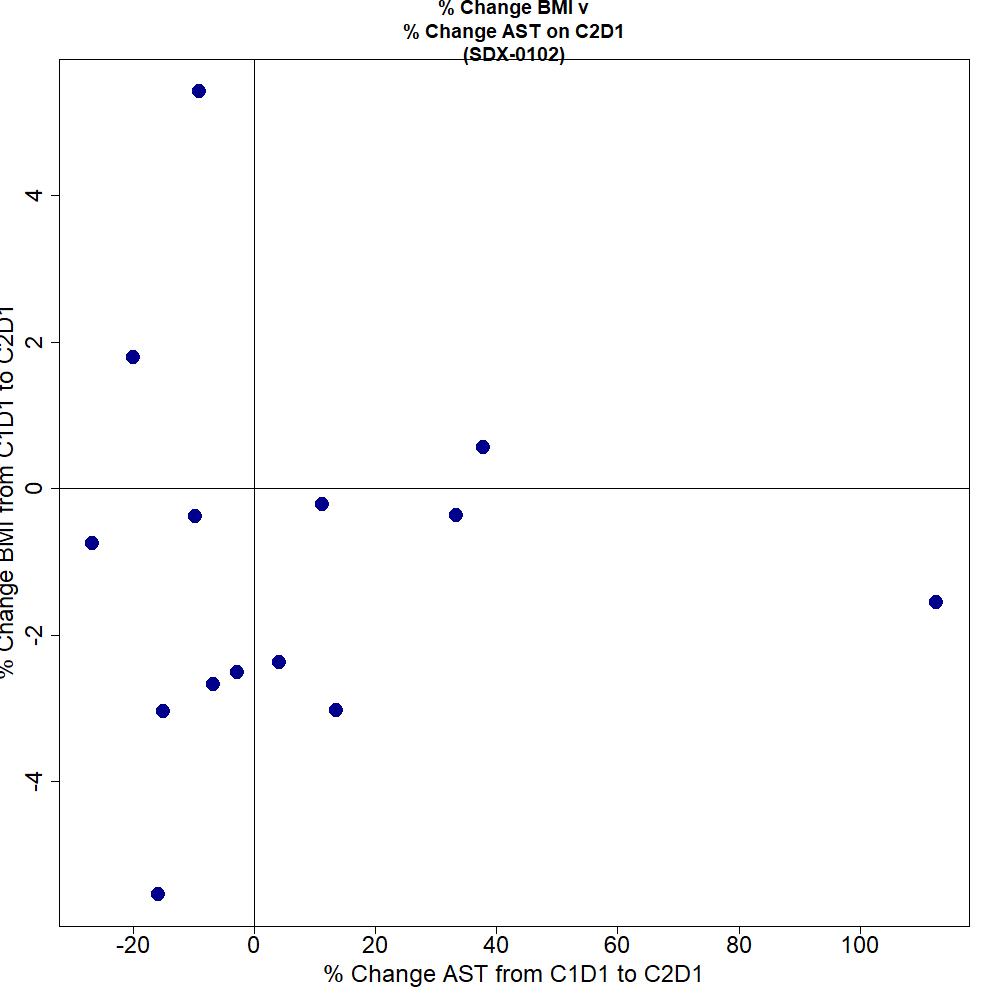 % Change BMI v
% Change AST on C2D1
(SDX-0102)
% Change BMI from C1D1 to C2D1
4
2
0
-2
-4
-20
0
20
40
60
80
100
% Change AST from C1D1 to C2D1